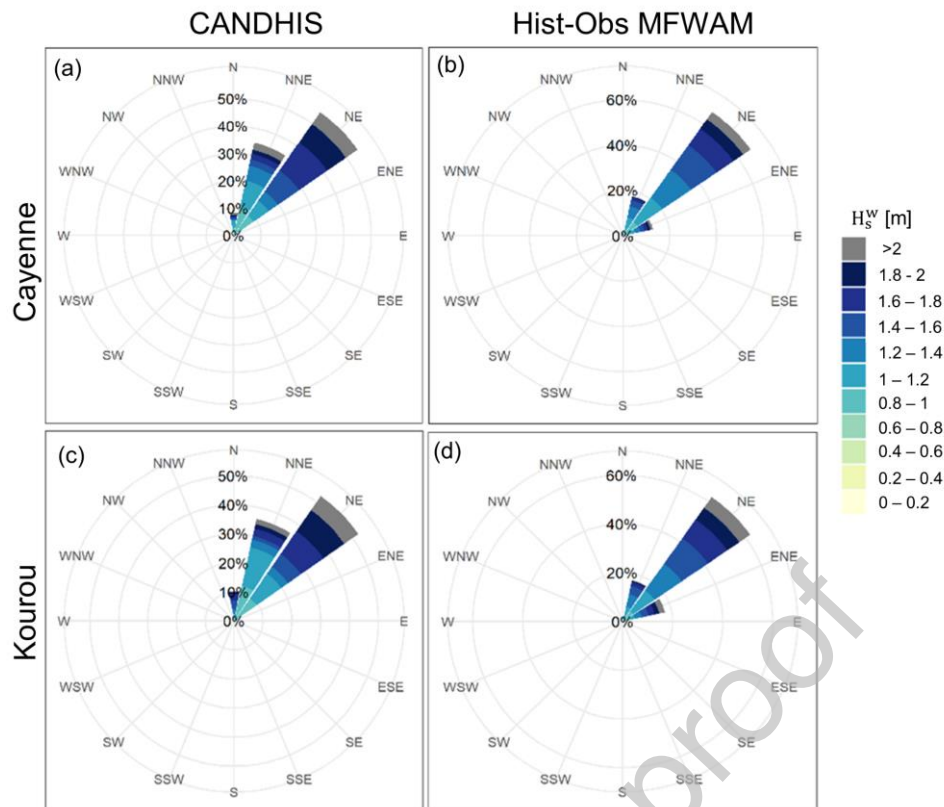 CANDHIS
Hist-Obs MFWAM
Cayenne
Kourou
(a)
N
NNE
NE
ENE
E
ESE
SE
SSE
S
SSW
SW
WSW
W
WNW
NW
NNW
50%
40%
30%
20%
10%
0%
(b)
N
NNE
NE
ENE
E
ESE
SE
SSE
S
SSW
SW
WSW
W
WNW
NW
NNW
60%
40%
20%
0%
(c)
N
NNE
NE
ENE
E
ESE
SE
SSE
S
SSW
SW
WSW
W
WNW
NW
NNW
50%
40%
30%
20%
10%
0%
(d)
N
NNE
NE
ENE
E
ESE
SE
SSE
S
SSW
SW
WSW
W
WNW
NW
NNW
60%
40%
20%
0%
H_s^w [m]
>2
1.8 - 2
1.6 – 1.8
1.4 – 1.6
1.2 – 1.4
1 – 1.2
0.8 – 1
0.6 – 0.8
0.4 – 0.6
0.2 – 0.4
0 – 0.2
proof